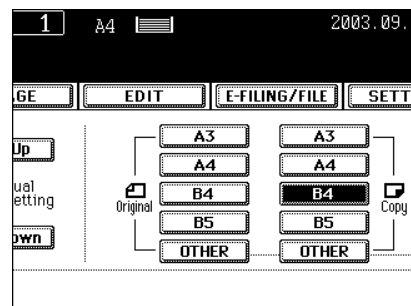 1 A4 2003.09.
.GE EDIT E-FILING/FILE SETT
Up A3 A3
A4 A4
ual
etting Original B4 B4 Copy
B5 B5
own OTHER OTHER